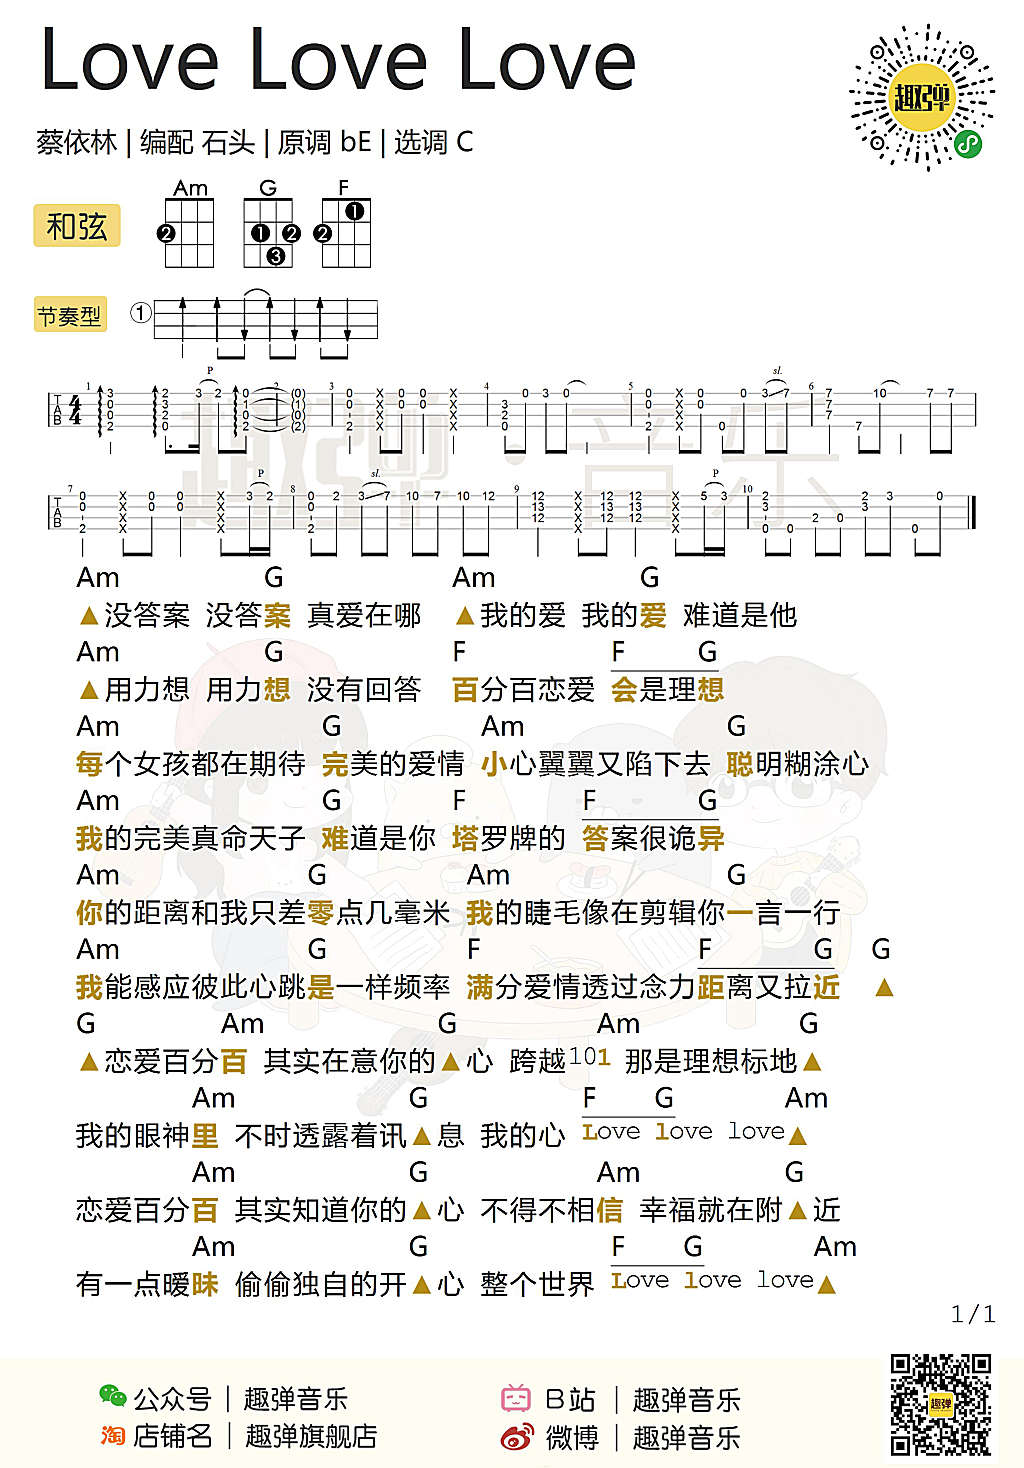 Love Love Love
趣弹
蔡依林 | 编配 石头 | 原调 bE | 选调 C
和弦 Am G F
2 1 2 3 2 1
节奏型 1
Am G Am G
▲没答案 没答案 真爱在哪 ▲我的爱 我的爱 难道是他
Am G F F G
▲用力想 用力想 没有回答 百分百恋爱 会是理想
Am G Am G
每个女孩都在期待 完美的爱情 小心翼翼又陷下去 聪明糊涂心
Am G F F G
我的完美真命天子 难道是你 塔罗牌的 答案很诡异
Am G Am G
你的距离和我只差零点几毫米 我的睫毛像在剪辑你一言一行
Am G F F G G
我能感应彼此心跳是一样频率 满分爱情透过念力距离又拉近 ▲
G Am G Am G
▲恋爱百分百 其实在意你的▲心 跨越101 那是理想标地▲
Am G F G Am
我的眼神里 不时透露着讯▲息 我的心 Love love love▲
Am G Am G
恋爱百分百 其实知道你的▲心 不得不相信 幸福就在附▲近
Am G F G Am
有一点暧昧 偷偷独自的开▲心 整个世界 Love love love▲
1/1
公众号 | 趣弹音乐
B站 | 趣弹音乐
淘 店铺名 | 趣弹旗舰店
微博 | 趣弹音乐
趣弹